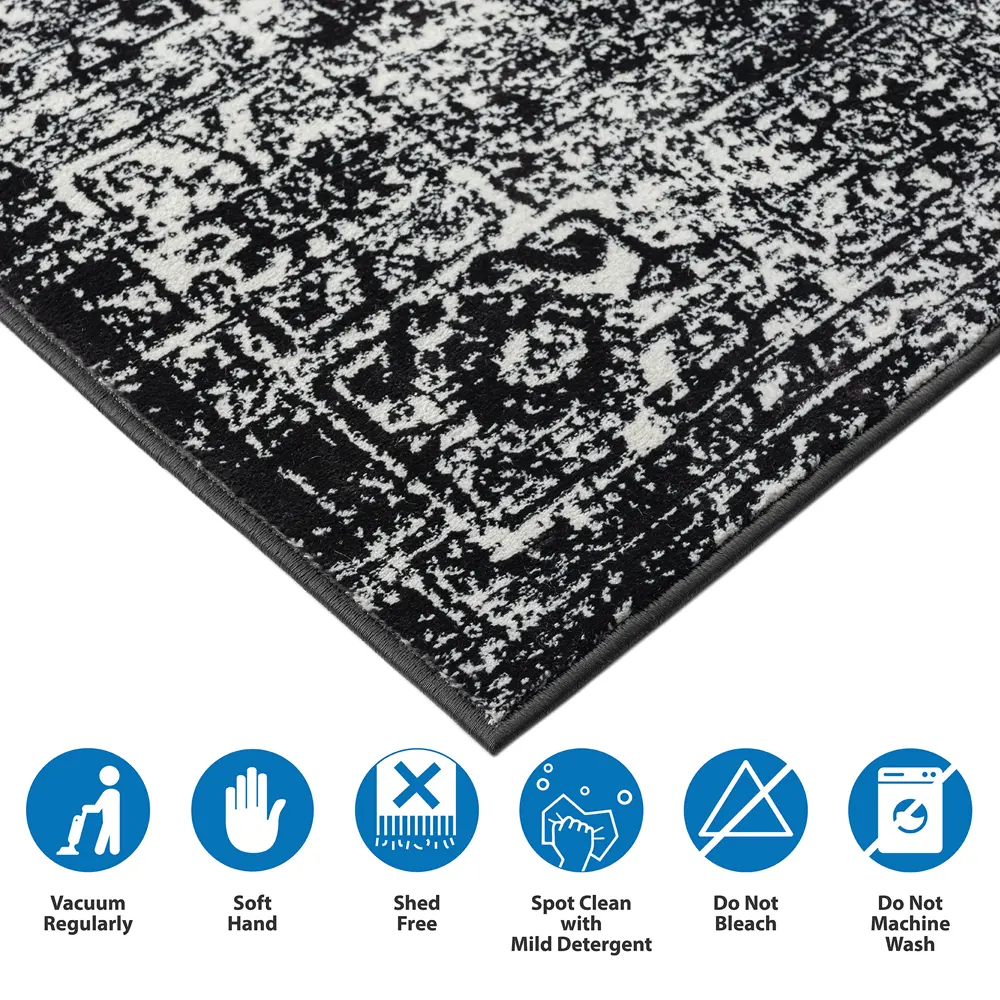 Vacuum
Regularly
Soft
Hand
Shed
Free
Spot Clean
with
Mild Detergent
Do Not
Bleach
Do Not
Machine
Wash